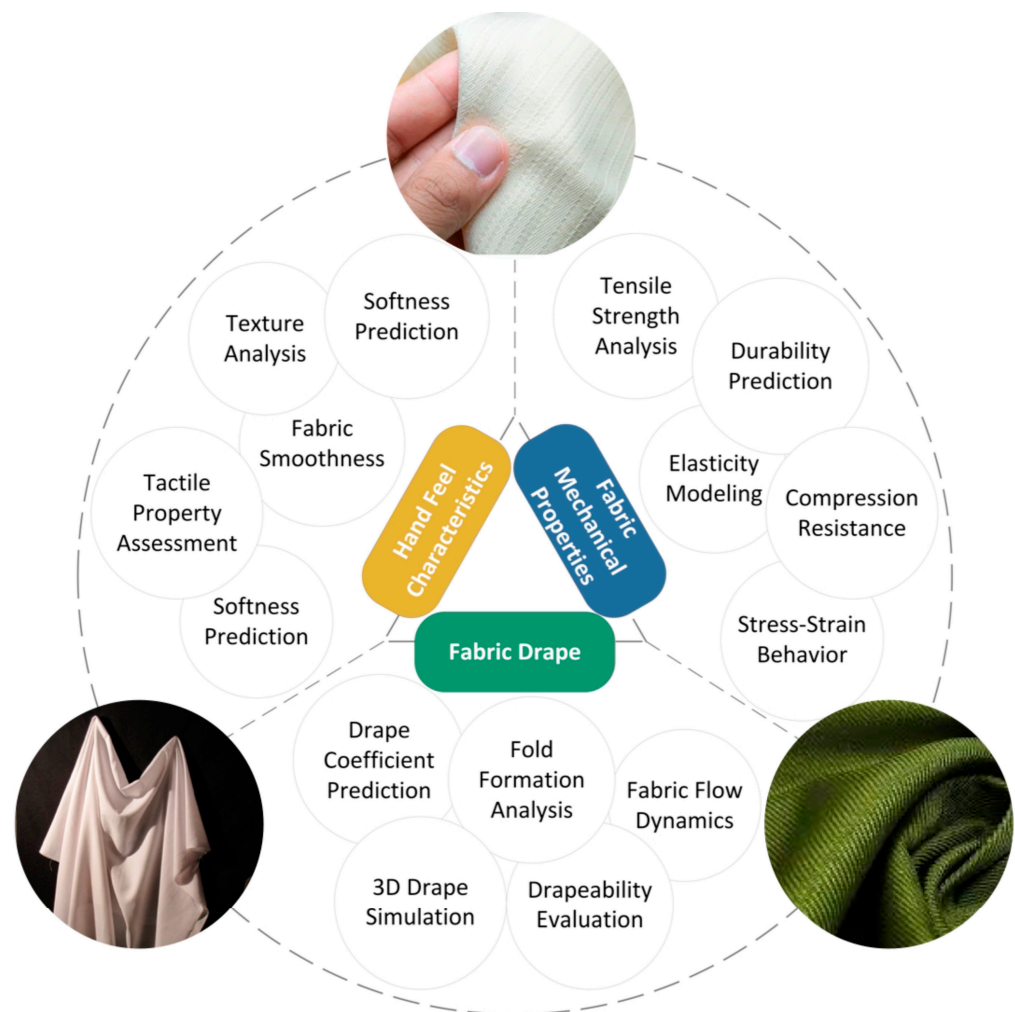 Texture
Analysis
Softness
Prediction
Fabric
Smoothness
Tactile
Property
Assessment
Softness
Prediction
Hand Feel
Characteristics
Tensile
Strength
Analysis
Durability
Prediction
Elasticity
Modeling
Compression
Resistance
Stress-Strain
Behavior
Fabric
Mechanical
Properties
Fabric Drape
Drape
Coefficient
Prediction
Fold
Formation
Analysis
Fabric Flow
Dynamics
3D Drape
Simulation
Drapeability
Evaluation